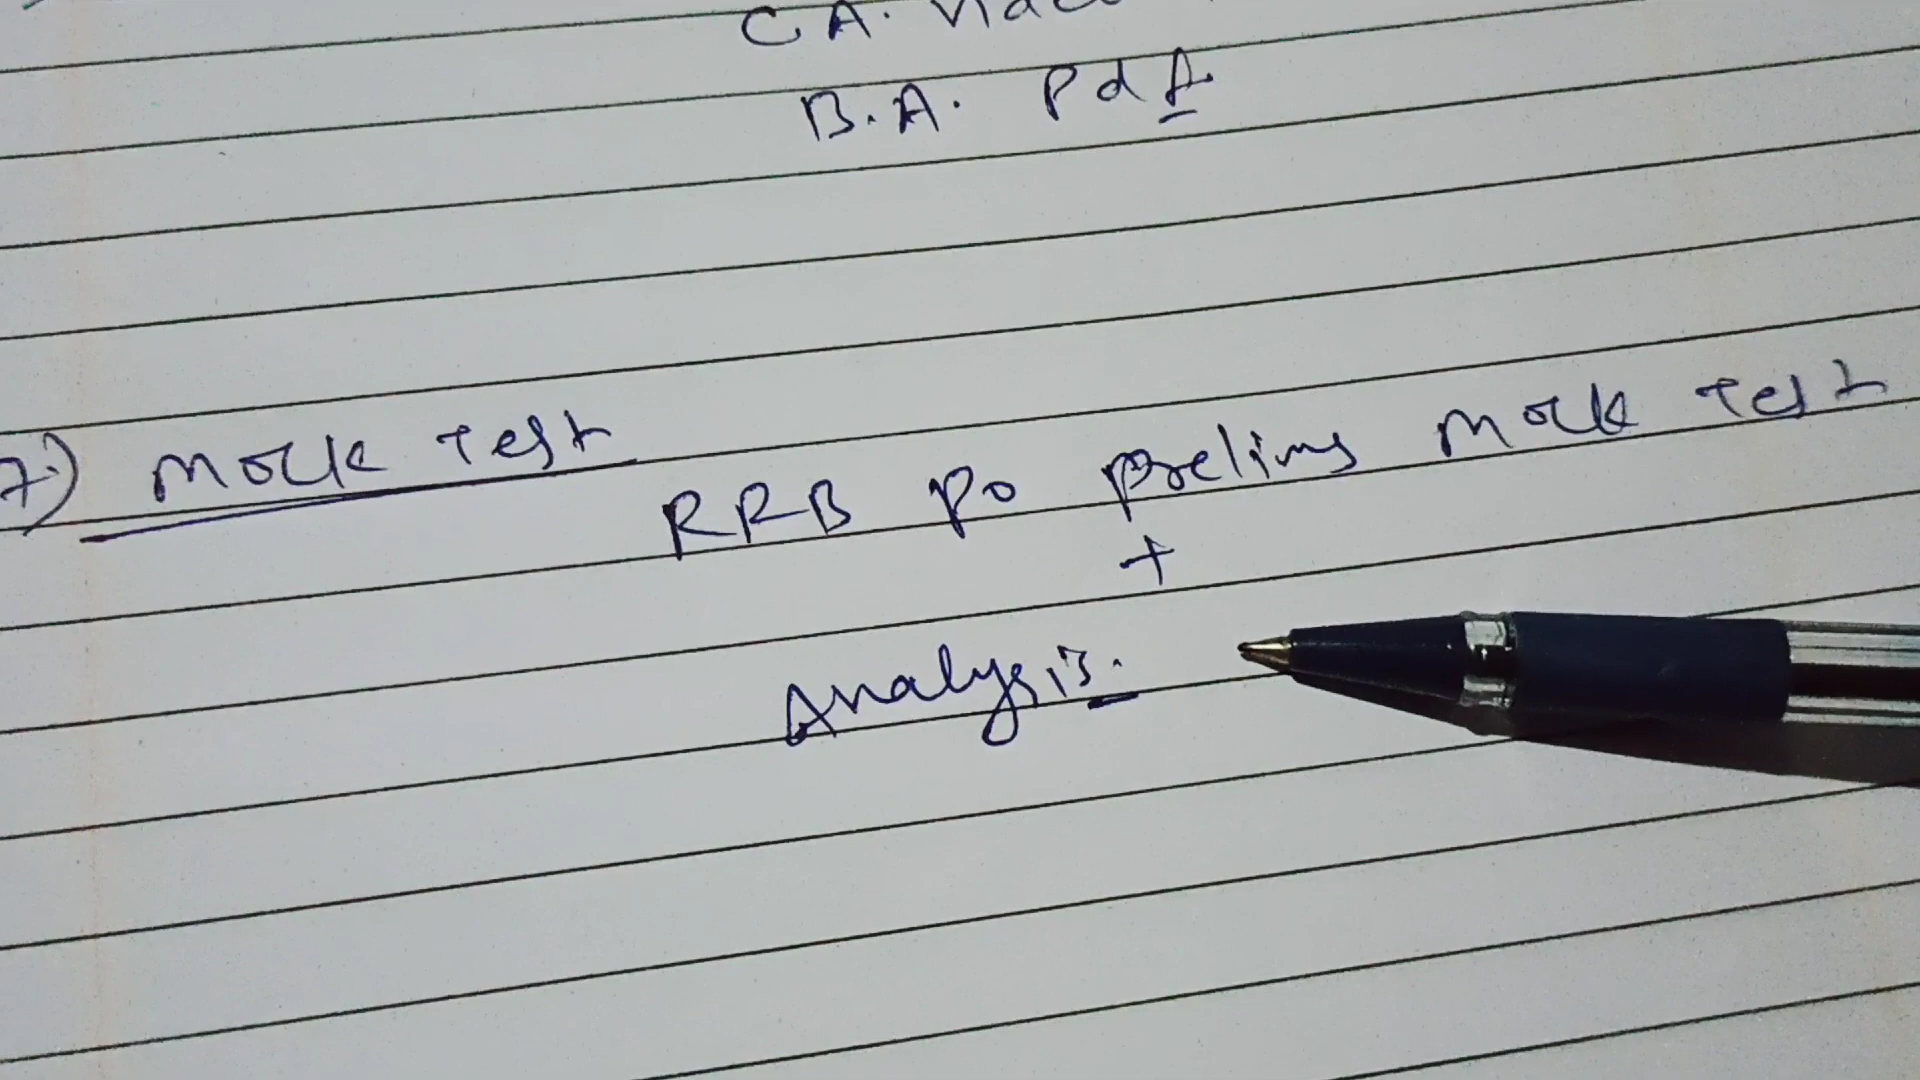 C A.
B.A. Pdf
7.) Mock Test
RRB PO prelims Mock Test
+
Analysis.